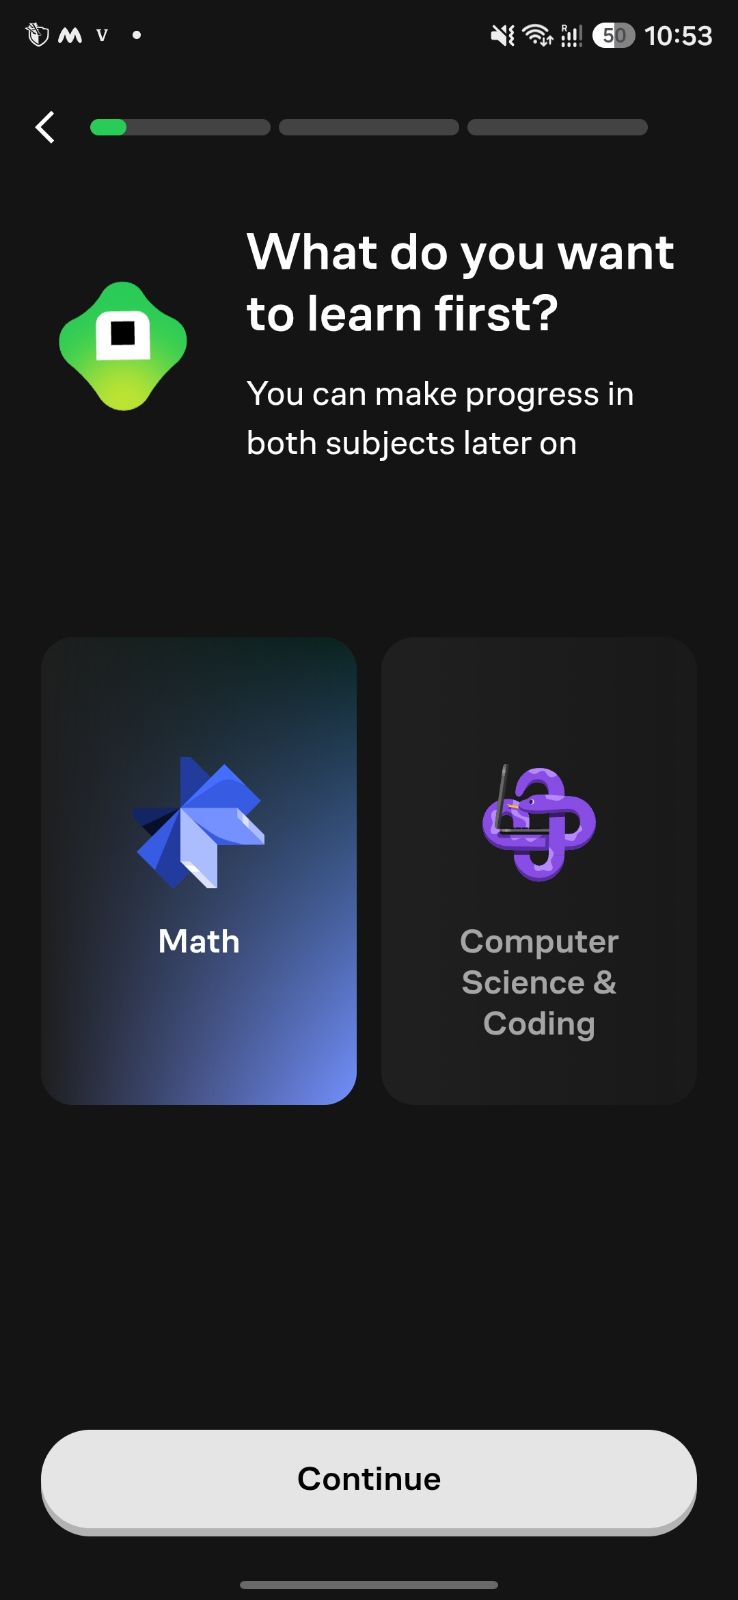 V
50
10:53
What do you want
to learn first?
You can make progress in
both subjects later on
Math
Computer
Science &
Coding
Continue